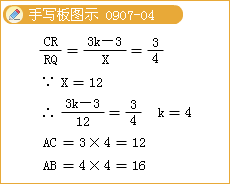 手写板图示 0907-04
CR/RQ = 3k-3/X = 3/4
∵ X = 12
∴ 3k-3/12 = 3/4 k = 4
AC = 3×4 = 12
AB = 4×4 = 16